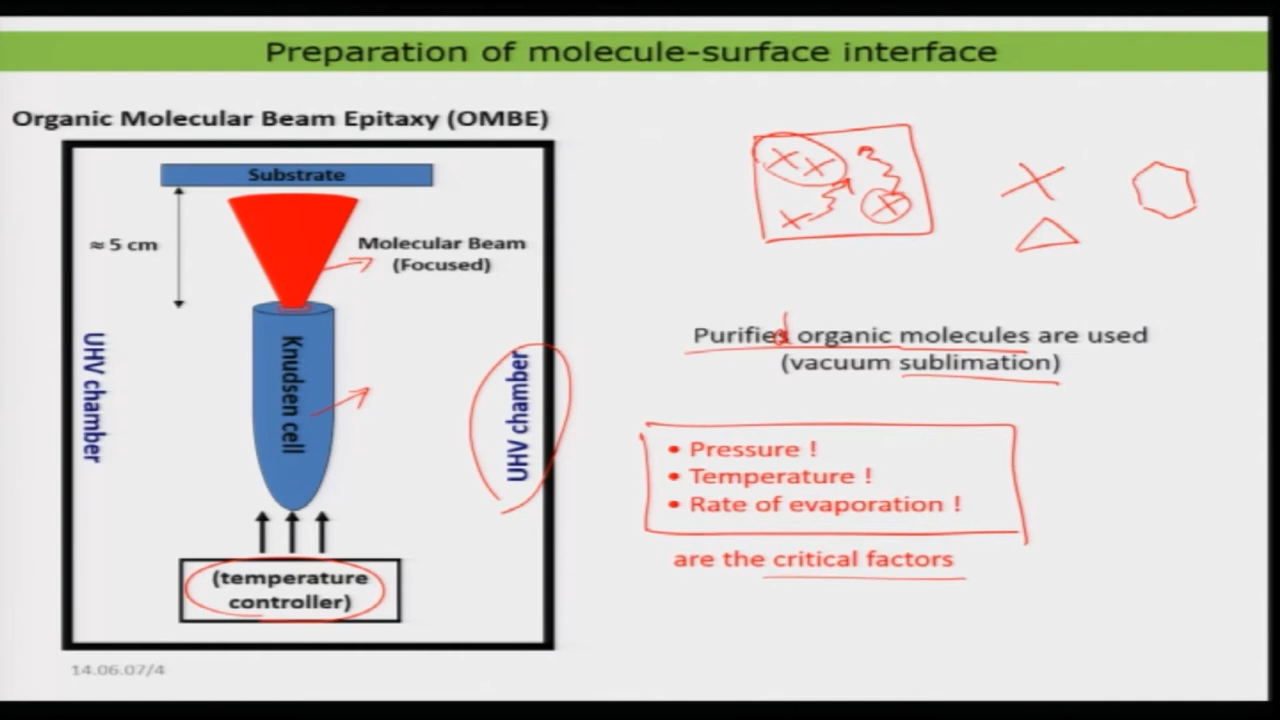 Preparation of molecule-surface interface
Organic Molecular Beam Epitaxy (OMBE)
Substrate
≈ 5 cm
Molecular Beam
(Focused)
UHV chamber
Knudsen cell
UHV chamber
(temperature
controller)
14.06.07/4
Purified organic molecules are used
(vacuum sublimation)
• Pressure !
• Temperature !
• Rate of evaporation !
are the critical factors